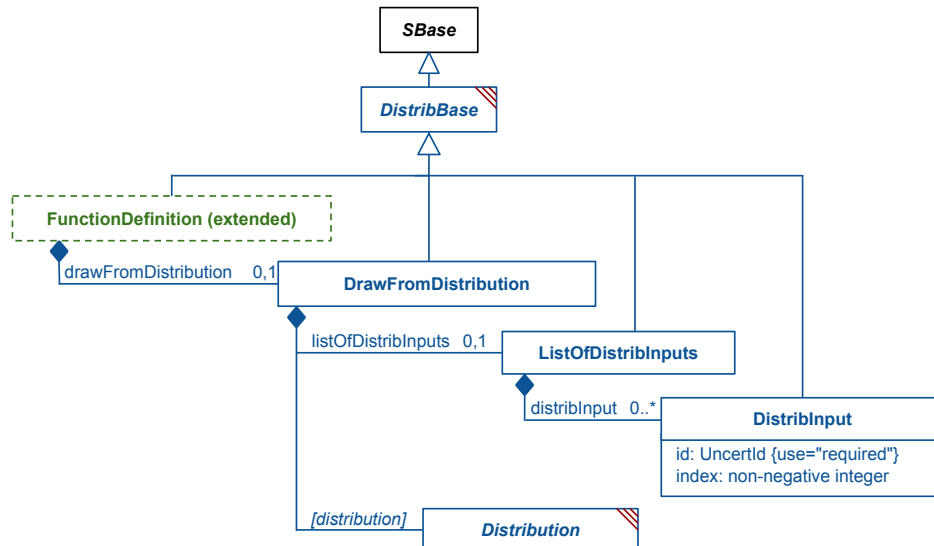 SBase
DistribBase
FunctionDefinition (extended)
drawFromDistribution 0,1
DrawFromDistribution
listOfDistribInputs 0,1
ListOfDistribInputs
distribInput 0..*
DistribInput
id: UncertId {use="required"}
index: non-negative integer
[distribution]
Distribution